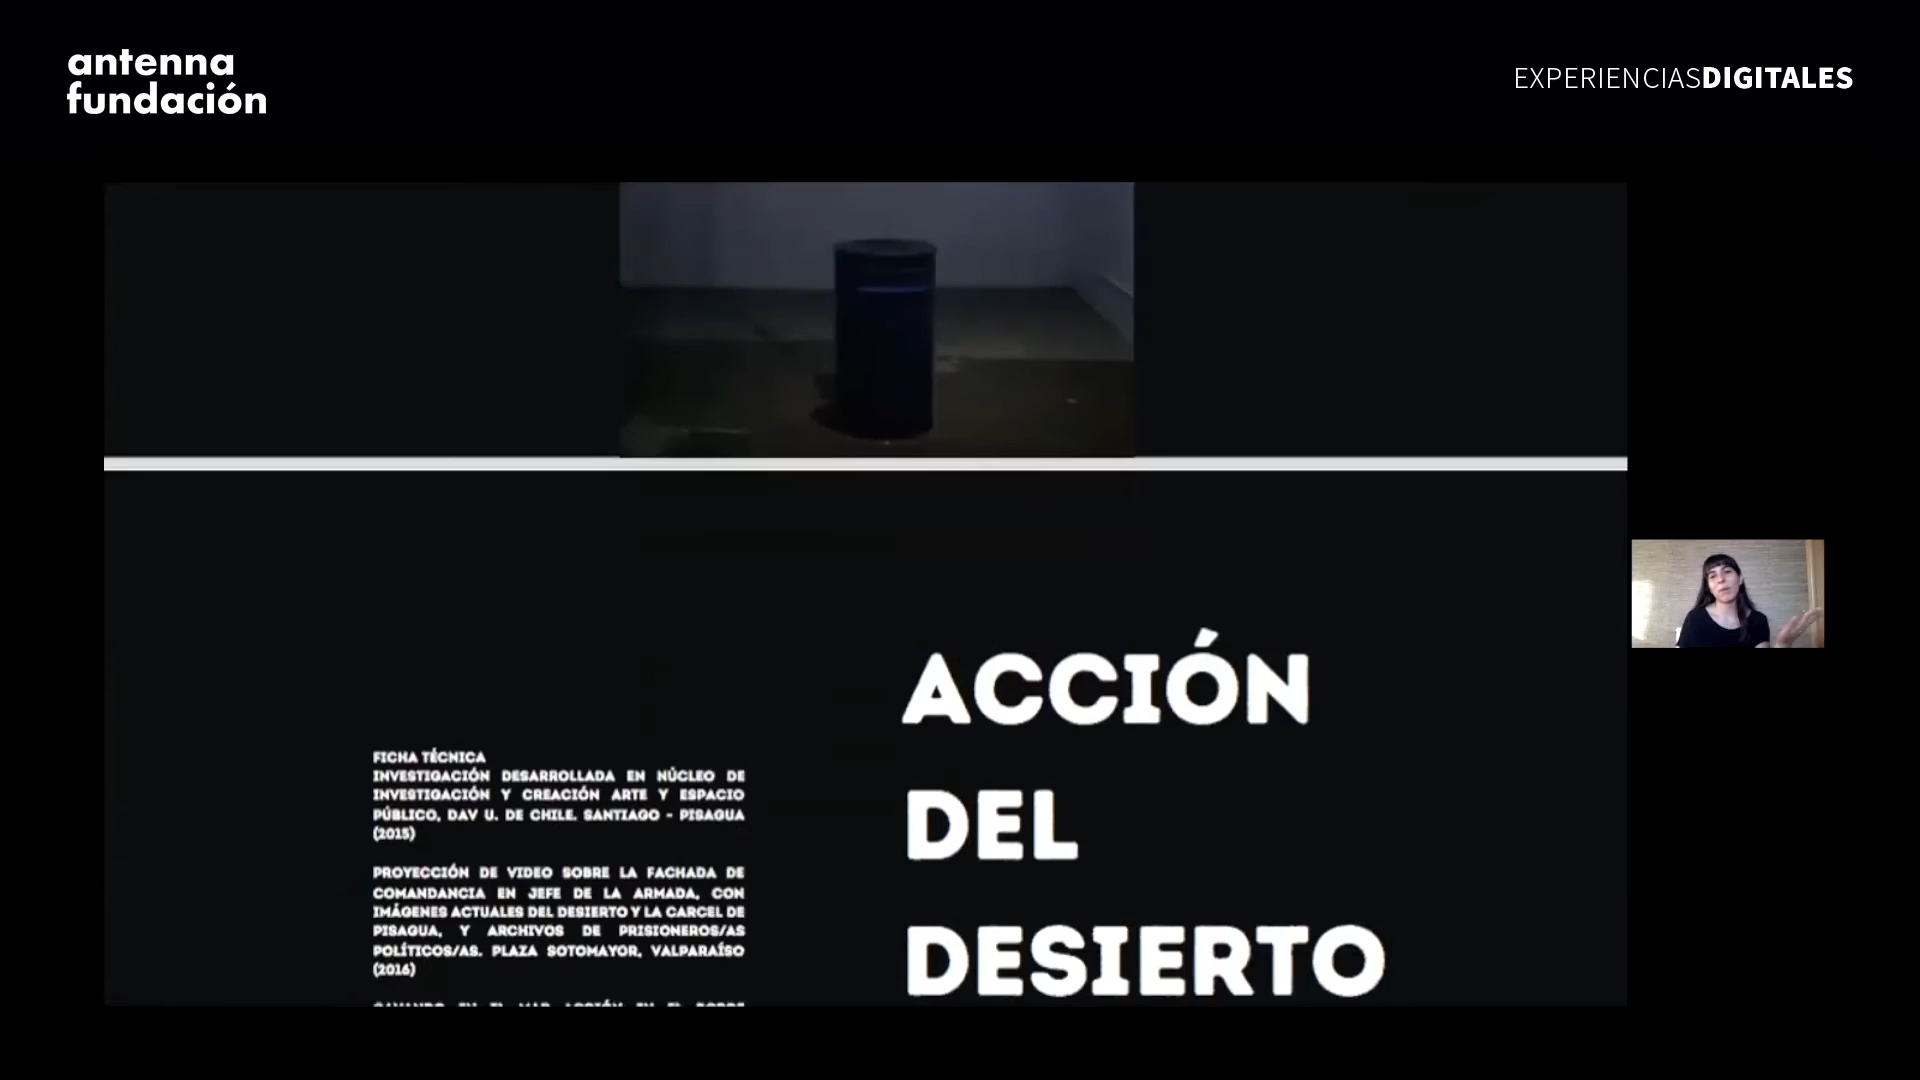 antenna
fundación
EXPERIENCIASDIGITALES
ACCIÓN
DEL
DESIERTO
FICHA TÉCNICA
INVESTIGACIÓN DESARROLLADA EN NÚCLEO DE
INVESTIGACIÓN Y CREACIÓN ARTE Y ESPACIO
PÚBLICO, DAV U. DE CHILE. SANTIAGO - PISAGUA
(2015)
PROYECCIÓN DE VIDEO SOBRE LA FACHADA DE
COMANDANCIA EN JEFE DE LA ARMADA, CON
IMÁGENES ACTUALES DEL DESIERTO Y LA CARCEL DE
PISAGUA, Y ARCHIVOS DE PRISIONEROS/AS
POLÍTICOS/AS. PLAZA SOTOMAYOR, VALPARAÍSO
(2016)